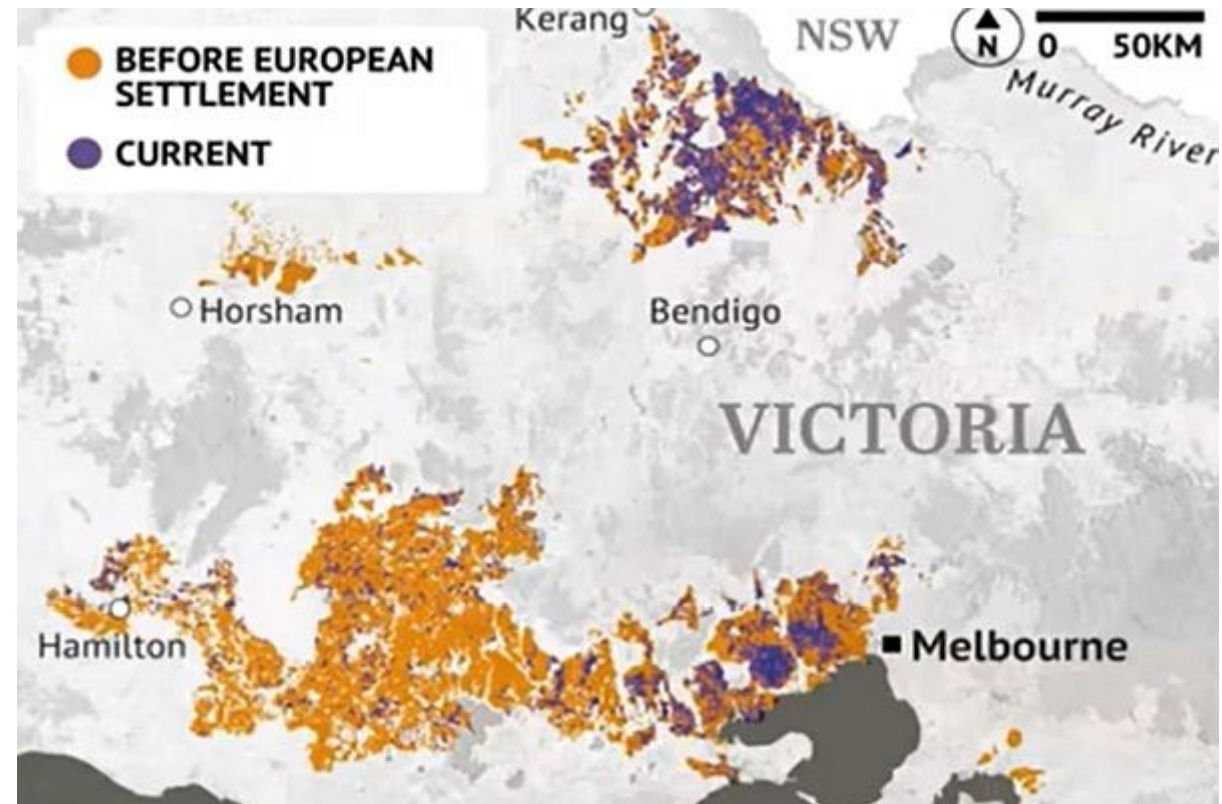 BEFORE EUROPEAN
SETTLEMENT
CURRENT
Kerang
NSW
N
0 50KM
Murray River
Horsham
Bendigo
VICTORIA
Hamilton
Melbourne